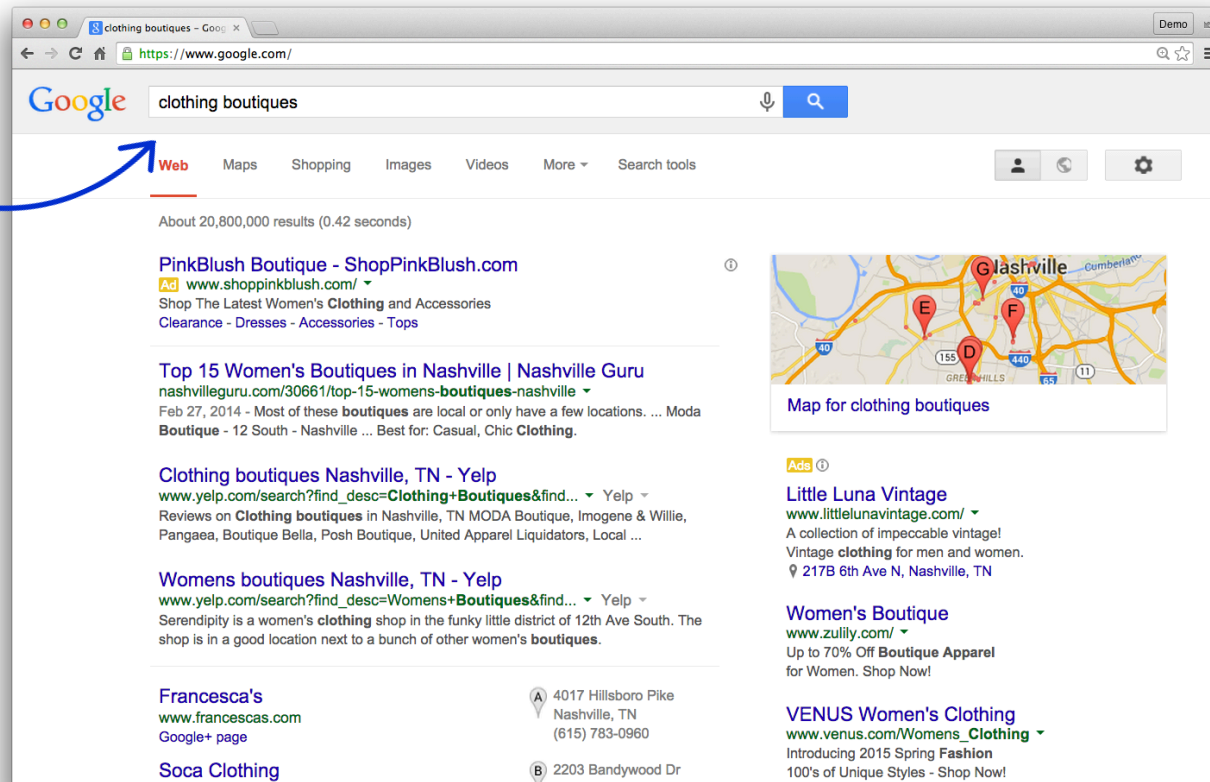 clothing boutiques – Goog ×
Demo
https://www.google.com/
Google
clothing boutiques
Web Maps Shopping Images Videos More Search tools
About 20,800,000 results (0.42 seconds)
PinkBlush Boutique - ShopPinkBlush.com
Ad www.shoppinkblush.com/
Shop The Latest Women's Clothing and Accessories
Clearance - Dresses - Accessories - Tops
Top 15 Women's Boutiques in Nashville | Nashville Guru
nashvilleguru.com/30661/top-15-womens-boutiques-nashville
Feb 27, 2014 - Most of these boutiques are local or only have a few locations. ... Moda
Boutique - 12 South - Nashville ... Best for: Casual, Chic Clothing.
Clothing boutiques Nashville, TN - Yelp
www.yelp.com/search?find_desc=Clothing+Boutiques&find... Yelp
Reviews on Clothing boutiques in Nashville, TN MODA Boutique, Imogene & Willie,
Pangaea, Boutique Bella, Posh Boutique, United Apparel Liquidators, Local ...
Womens boutiques Nashville, TN - Yelp
www.yelp.com/search?find_desc=Womens+Boutiques&find... Yelp
Serendipity is a women's clothing shop in the funky little district of 12th Ave South. The
shop is in a good location next to a bunch of other women's boutiques.
Francesca's
www.francescas.com
Google+ page
A 4017 Hillsboro Pike
Nashville, TN
(615) 783-0960
Soca Clothing
B 2203 Bandywood Dr
G Nashville Cumberland
40
E F
40 155 D 440
11
65
Map for clothing boutiques
Ads
Little Luna Vintage
www.littlelunavintage.com/
A collection of impeccable vintage!
Vintage clothing for men and women.
217B 6th Ave N, Nashville, TN
Women's Boutique
www.zulily.com/
Up to 70% Off Boutique Apparel
for Women. Shop Now!
VENUS Women's Clothing
www.venus.com/Womens_Clothing
Introducing 2015 Spring Fashion
100's of Unique Styles - Shop Now!